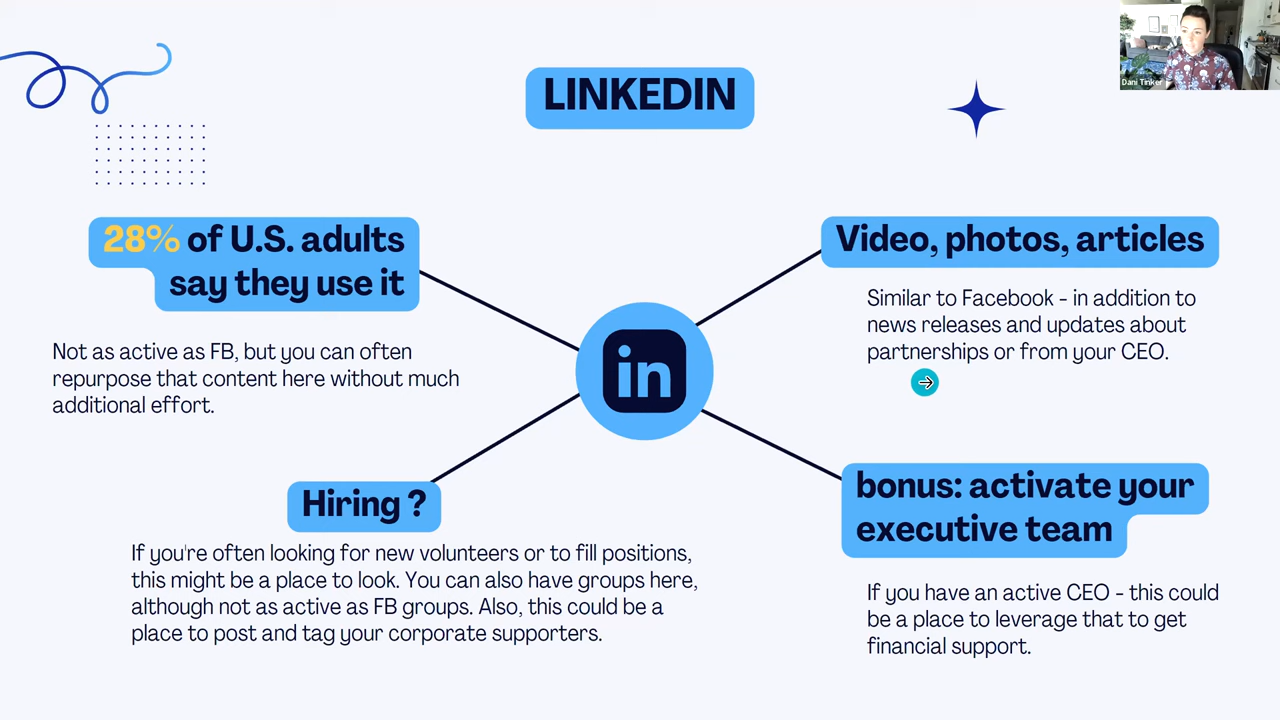 Dani Tinker
LINKEDIN
28% of U.S. adults
say they use it
Not as active as FB, but you can often
repurpose that content here without much
additional effort.
Video, photos, articles
Similar to Facebook - in addition to
news releases and updates about
partnerships or from your CEO.
in
Hiring ?
If you're often looking for new volunteers or to fill positions,
this might be a place to look. You can also have groups here,
although not as active as FB groups. Also, this could be a
place to post and tag your corporate supporters.
bonus: activate your
executive team
If you have an active CEO - this could
be a place to leverage that to get
financial support.